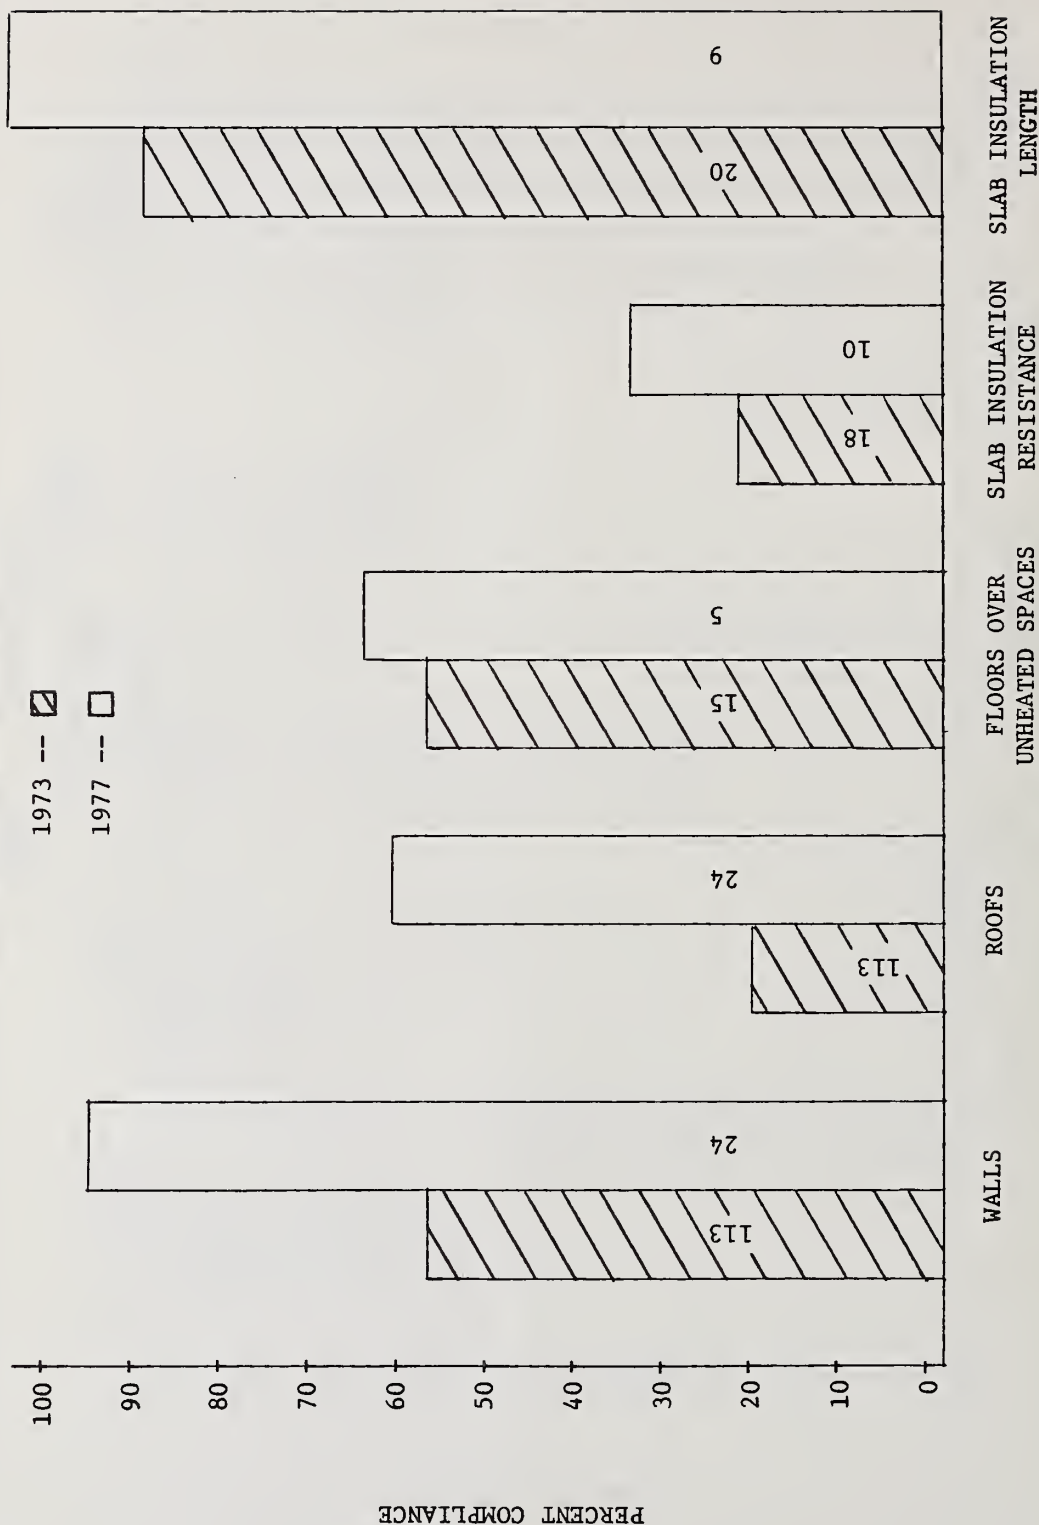 PERCENT COMPLIANCE
100
90
80
70
60
50
40
30
20
10
0
1973 --
1977 --
113
24
113
24
15
5
18
10
20
9
WALLS
ROOFS
FLOORS OVER
UNHEATED SPACES
SLAB INSULATION
RESISTANCE
SLAB INSULATION
LENGTH